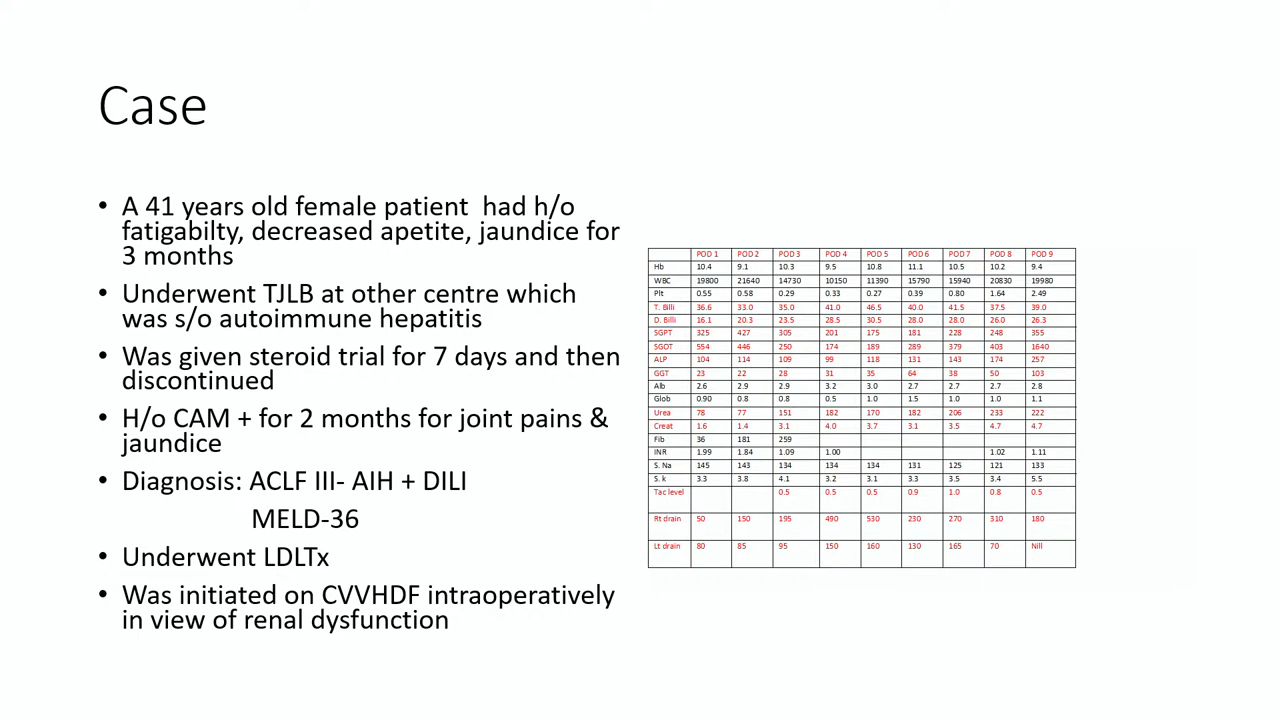 Case
• A 41 years old female patient had h/o
fatigabilty, decreased apetite, jaundice for
3 months
• Underwent TJLB at other centre which
was s/o autoimmune hepatitis
• Was given steroid trial for 7 days and then
discontinued
• H/o CAM + for 2 months for joint pains &
jaundice
• Diagnosis: ACLF III- AIH + DILI
MELD-36
• Underwent LDLTx
• Was initiated on CVVHDF intraoperatively
in view of renal dysfunction
POD 1 POD 2 POD 3 POD 4 POD 5 POD 6 POD 7 POD 8 POD 9
Hb 10.4 9.1 10.3 9.5 10.8 11.1 10.5 10.2 9.4
WBC 19800 21640 14730 10150 11390 15790 15940 20830 19980
Plt 0.55 0.58 0.29 0.33 0.27 0.39 0.80 1.64 2.49
T. Billi 36.6 33.0 35.0 41.0 46.5 40.0 41.5 37.5 39.0
D. Billi 16.1 20.3 23.5 28.5 30.5 28.0 28.0 26.0 26.3
SGPT 325 427 305 201 175 181 228 248 355
SGOT 554 446 250 174 189 289 379 403 1640
ALP 104 114 109 99 118 131 143 174 257
GGT 23 22 28 31 35 64 38 50 103
Alb 2.6 2.9 2.9 3.2 3.0 2.7 2.7 2.7 2.8
Glob 0.90 0.8 0.8 0.5 1.0 1.5 1.0 1.0 1.1
Urea 78 77 151 182 170 182 206 233 222
Creat 1.6 1.4 3.1 4.0 3.7 3.1 3.5 4.7 4.7
Fib 36 181 259
INR 1.99 1.84 1.09 1.00 1.02 1.11
S. Na 145 143 134 134 134 131 125 121 133
S. k 3.3 3.8 4.1 3.2 3.1 3.3 3.5 3.4 5.5
Tac level 0.5 0.5 0.5 0.9 1.0 0.8 0.5
Rt drain 50 150 195 490 530 230 270 310 180
Lt drain 80 85 95 150 160 130 165 70 Nill